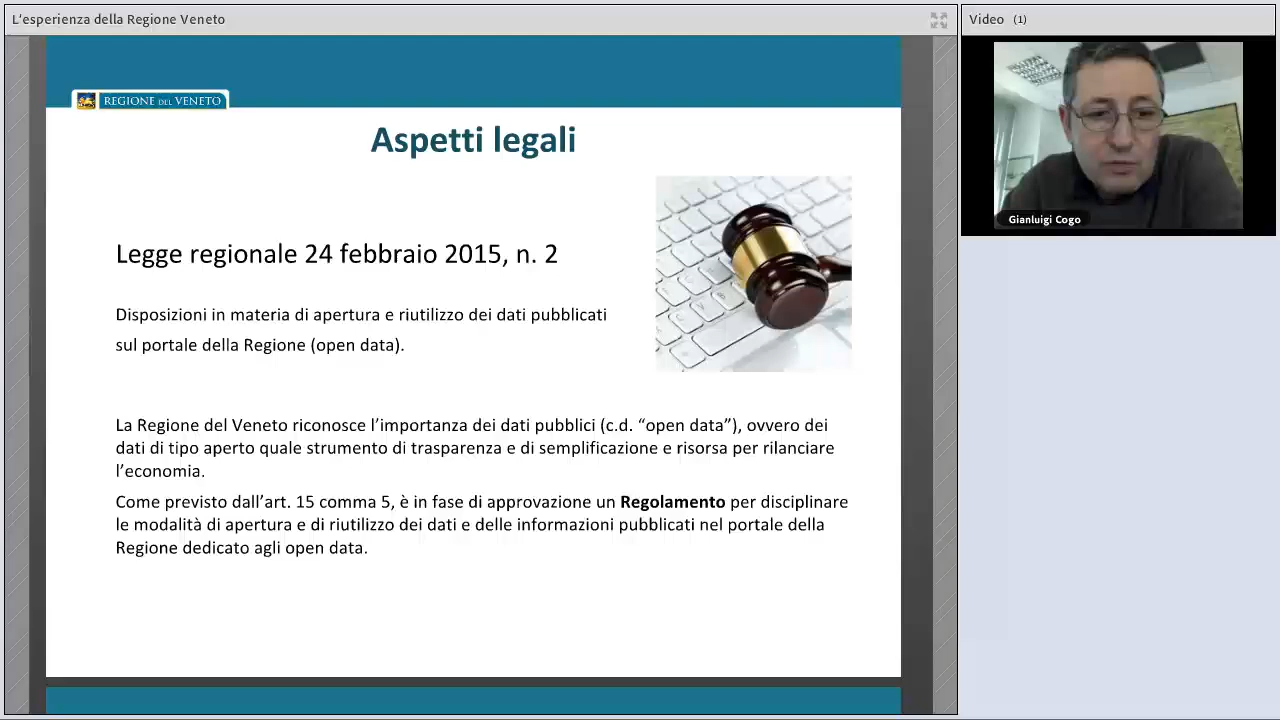 L'esperienza della Regione Veneto
Video (1)
REGIONE DEL VENETO
Gianluigi Cogo
Aspetti legali
Legge regionale 24 febbraio 2015, n. 2
Disposizioni in materia di apertura e riutilizzo dei dati pubblicati
sul portale della Regione (open data).
La Regione del Veneto riconosce l’importanza dei dati pubblici (c.d. “open data”), ovvero dei
dati di tipo aperto quale strumento di trasparenza e di semplificazione e risorsa per rilanciare
l’economia.
Come previsto dall’art. 15 comma 5, è in fase di approvazione un Regolamento per disciplinare
le modalità di apertura e di riutilizzo dei dati e delle informazioni pubblicati nel portale della
Regione dedicato agli open data.